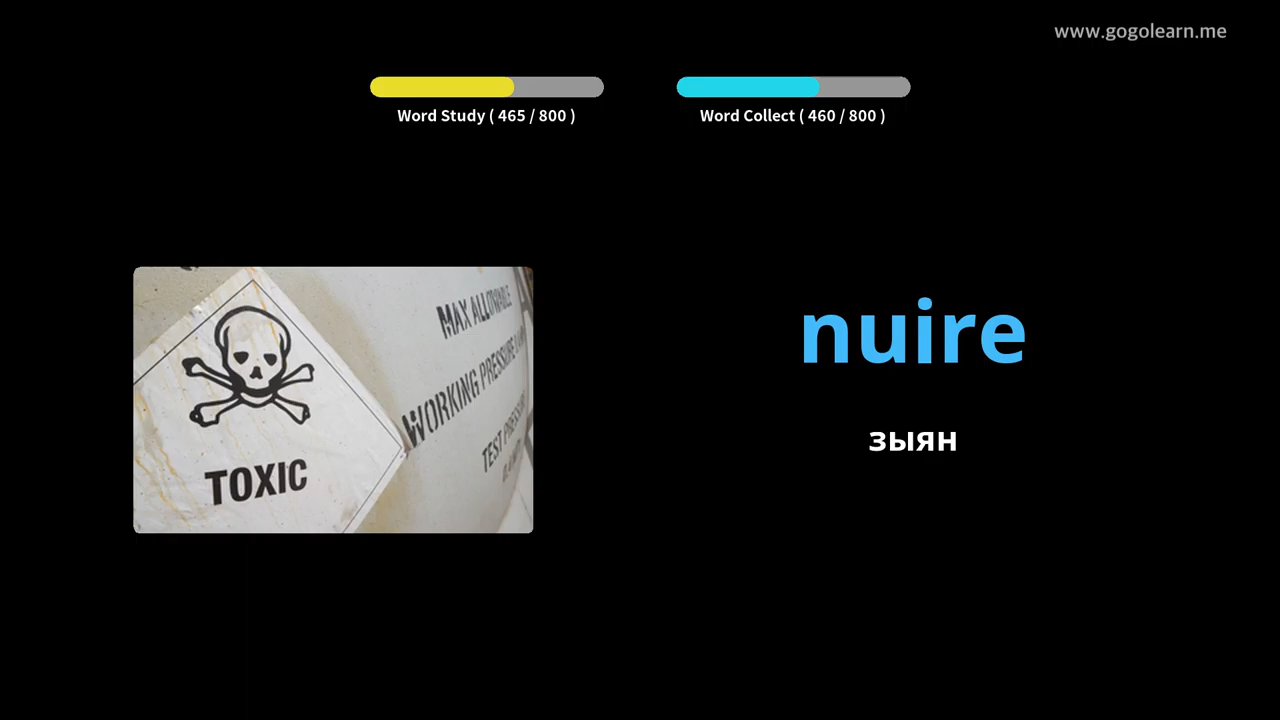 www.gogolearn.me
Word Study ( 465 / 800 )
Word Collect ( 460 / 800 )
MAX ALLOWABLE
WORKING PRESSURE
TEST PRESSURE
TOXIC
nuire
зыян